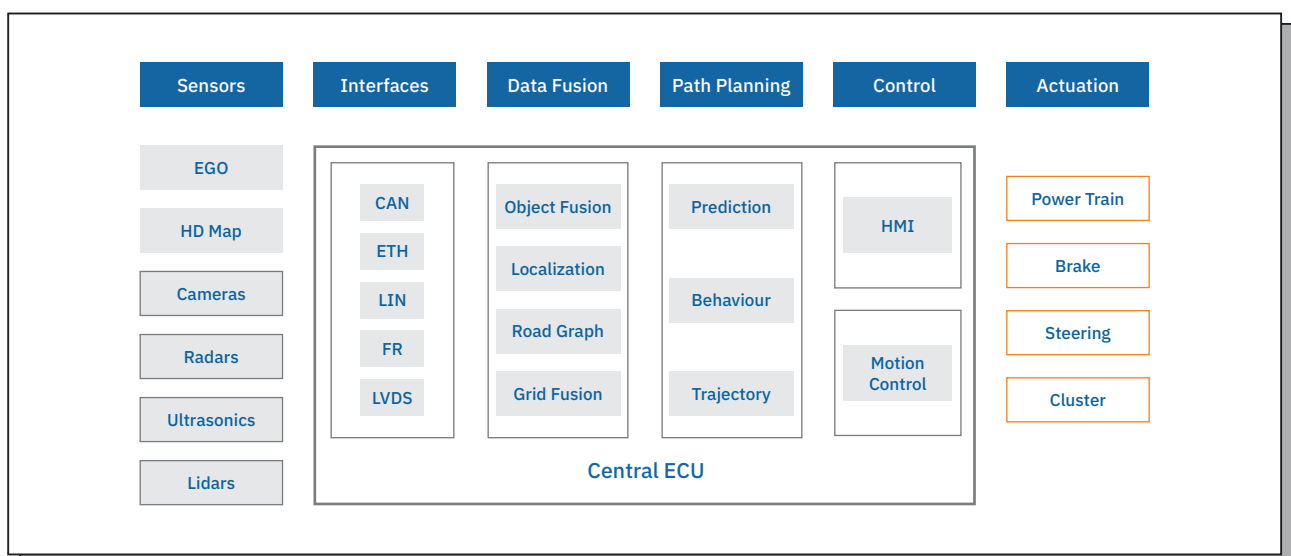 Sensors
Interfaces
Data Fusion
Path Planning
Control
Actuation
EGO
HD Map
Cameras
Radars
Ultrasonics
Lidars
CAN
ETH
LIN
FR
LVDS
Object Fusion
Localization
Road Graph
Grid Fusion
Prediction
Behaviour
Trajectory
HMI
Motion
Control
Central ECU
Power Train
Brake
Steering
Cluster